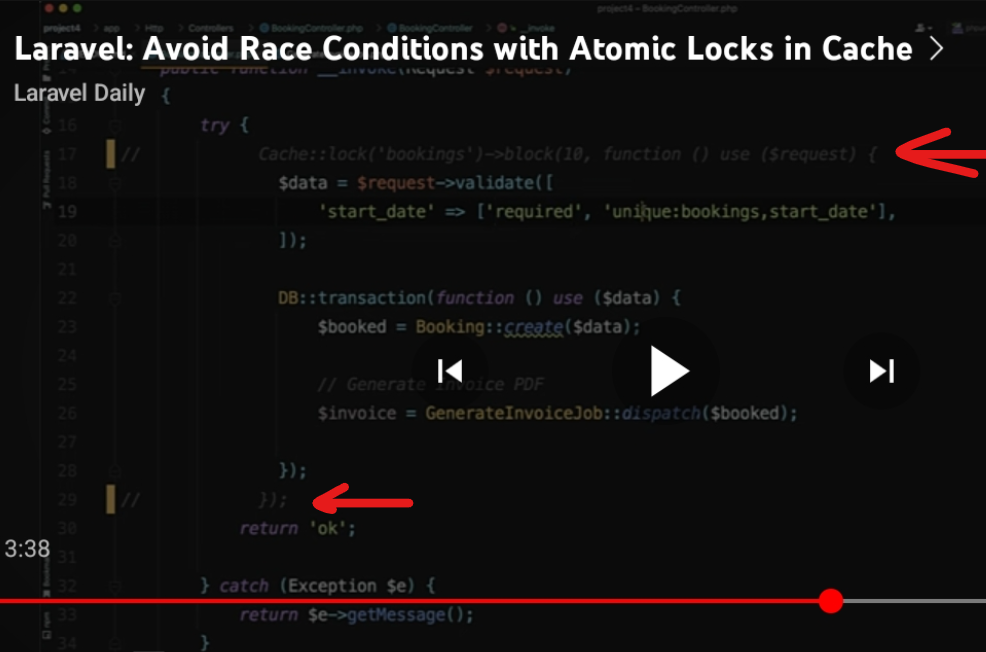 project4 – BookingController.php
project4 > app > Http > Controllers > BookingController.php > BookingController > __invoke
Laravel: Avoid Race Conditions with Atomic Locks in Cache
public function __invoke(Request $request)
Laravel Daily {
16 try {
17 // Cache::lock('bookings')->block(10, function () use ($request) {
18 $data = $request->validate([
19 'start_date' => ['required', 'unique:bookings,start_date'],
20 ]);
21
22 DB::transaction(function () use ($data) {
23 $booked = Booking::create($data);
24
25 // Generate Invoice PDF
26 $invoice = GenerateInvoiceJob::dispatch($booked);
27
28 });
29 // });
30 return 'ok';
3:38
31
32 } catch (Exception $e) {
33 return $e->getMessage();
34 }
Pull Requests